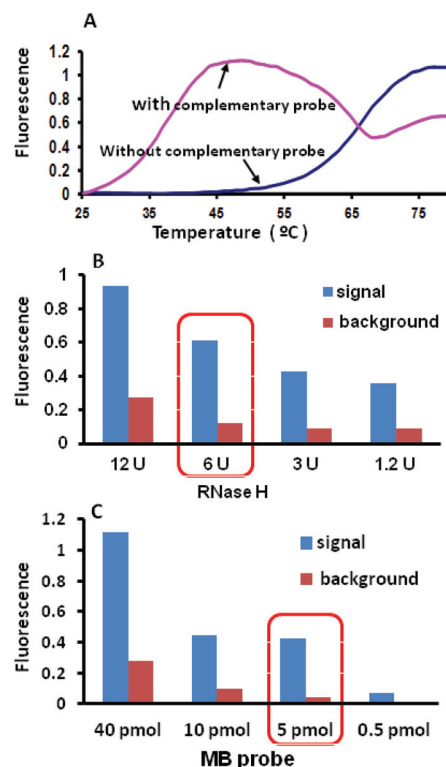 A
Fluorescence
1.2
1
0.8
0.6
0.4
0.2
0
with complementary probe
Without complementary probe
25 35 45 55 65 75
Temperature ( ºC)
B
Fluorescence
1
0.8
0.6
0.4
0.2
0
signal
background
12 U 6 U 3 U 1.2 U
RNase H
C
Fluorescence
1.2
1
0.8
0.6
0.4
0.2
0
signal
background
40 pmol 10 pmol 5 pmol 0.5 pmol
MB probe